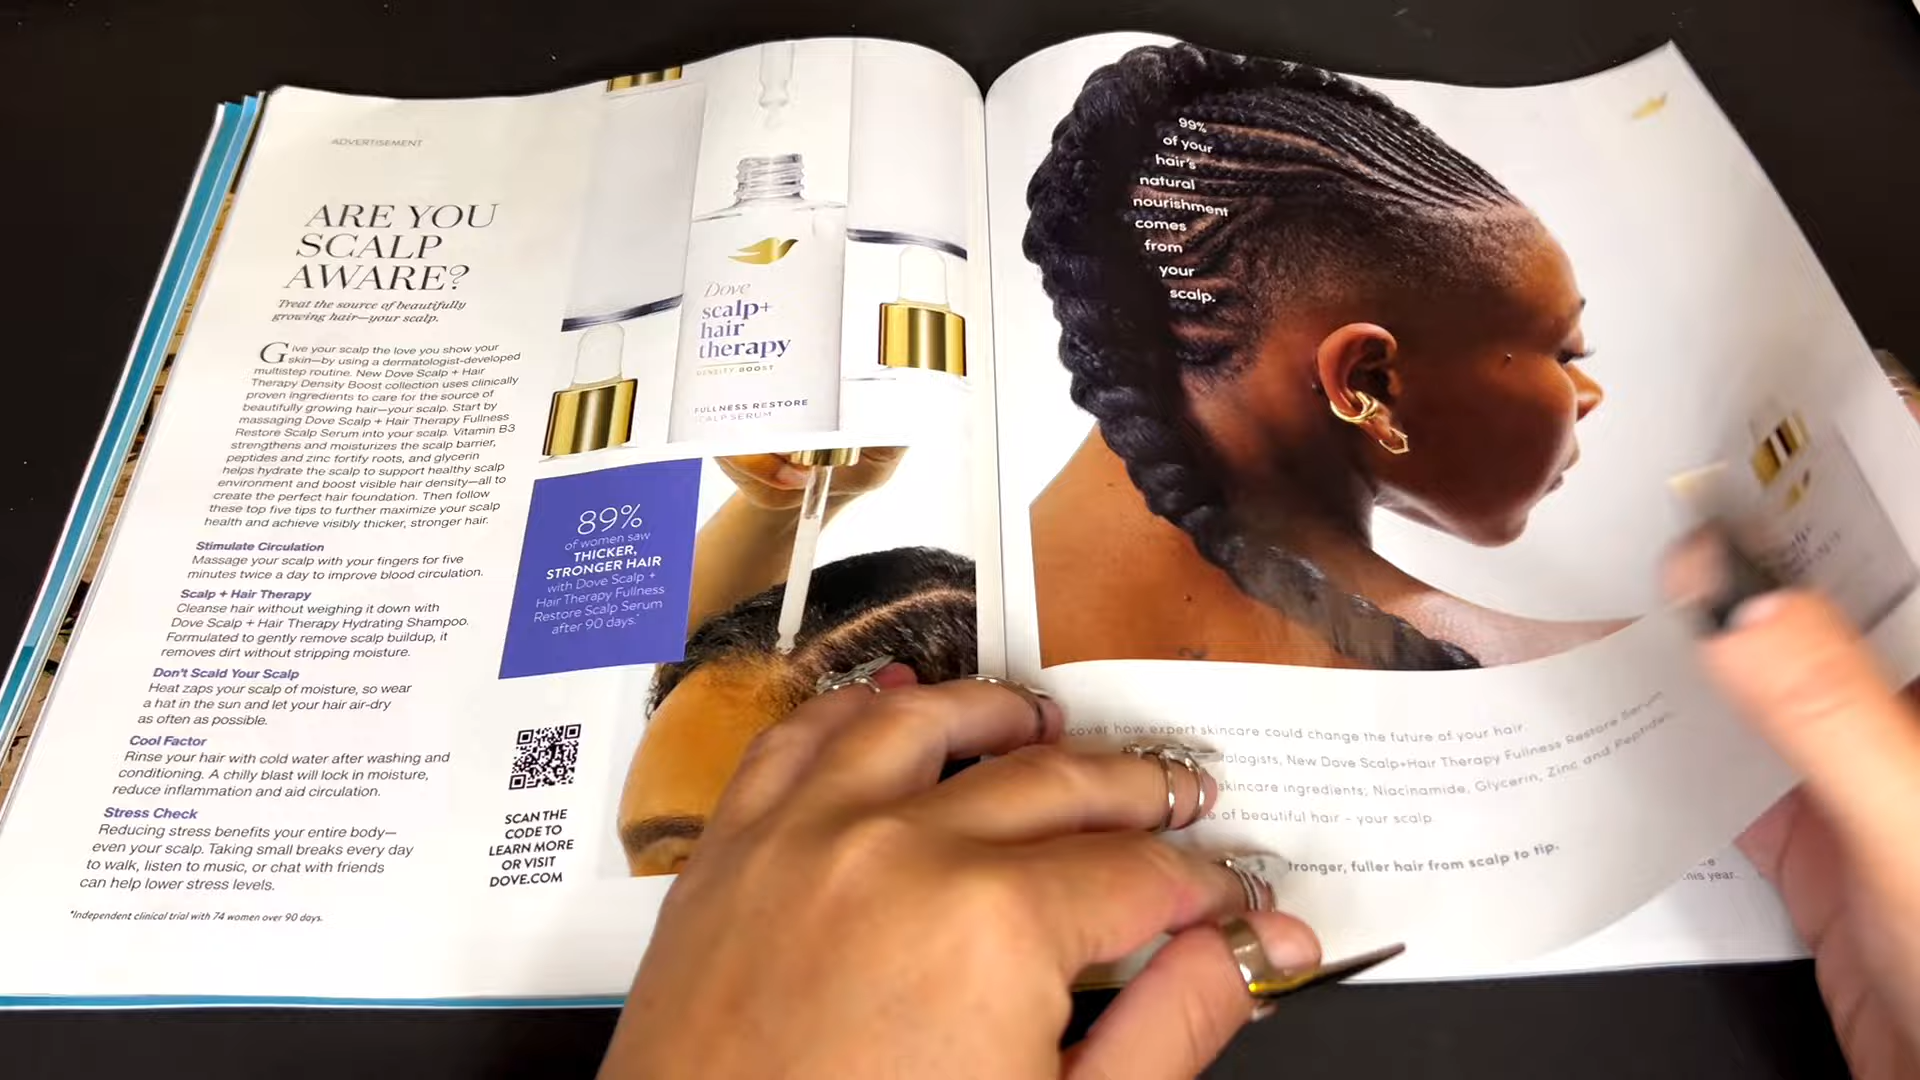 ADVERTISEMENT
ARE YOU
SCALP
AWARE?
Treat the source of beautifully
growing hair—your scalp.
Give your scalp the love you show your
skin—by using a dermatologist-developed
multistep routine. New Dove Scalp + Hair
Therapy Density Boost collection uses clinically
proven ingredients to care for the source of
beautifully growing hair—your scalp. Start by
massaging Dove Scalp + Hair Therapy Fullness
Restore Scalp Serum into your scalp. Vitamin B3
strengthens and moisturizes the scalp barrier,
peptides and zinc fortify roots, and glycerin
helps hydrate the scalp to support healthy scalp
environment and boost visible hair density—all to
create the perfect hair foundation. Then follow
these top five tips to further maximize your scalp
health and achieve visibly thicker, stronger hair.
Stimulate Circulation
Massage your scalp with your fingers for five
minutes twice a day to improve blood circulation.
Scalp + Hair Therapy
Cleanse hair without weighing it down with
Dove Scalp + Hair Therapy Hydrating Shampoo.
Formulated to gently remove scalp buildup, it
removes dirt without stripping moisture.
Don't Scald Your Scalp
Heat zaps your scalp of moisture, so wear
a hat in the sun and let your hair air-dry
as often as possible.
Cool Factor
Rinse your hair with cold water after washing and
conditioning. A chilly blast will lock in moisture,
reduce inflammation and aid circulation.
Stress Check
Reducing stress benefits your entire body—
even your scalp. Taking small breaks every day
to walk, listen to music, or chat with friends
can help lower stress levels.
*Independent clinical trial with 74 women over 90 days.
Dove
scalp+
hair
therapy
DENSITY BOOST
FULLNESS RESTORE
SCALP SERUM
89%
of women saw
THICKER,
STRONGER HAIR
with Dove Scalp +
Hair Therapy Fullness
Restore Scalp Serum
after 90 days.*
SCAN THE
CODE TO
LEARN MORE
OR VISIT
DOVE.COM
99%
of your
hair's
natural
nourishment
comes
from
your
scalp.
cover how expert skincare could change the future of your hair.
ologists, New Dove Scalp+Hair Therapy Fullness Restore Serum
skincare ingredients; Niacinamide, Glycerin, Zinc and Peptides
of beautiful hair - your scalp.
tronger, fuller hair from scalp to tip.
this year.